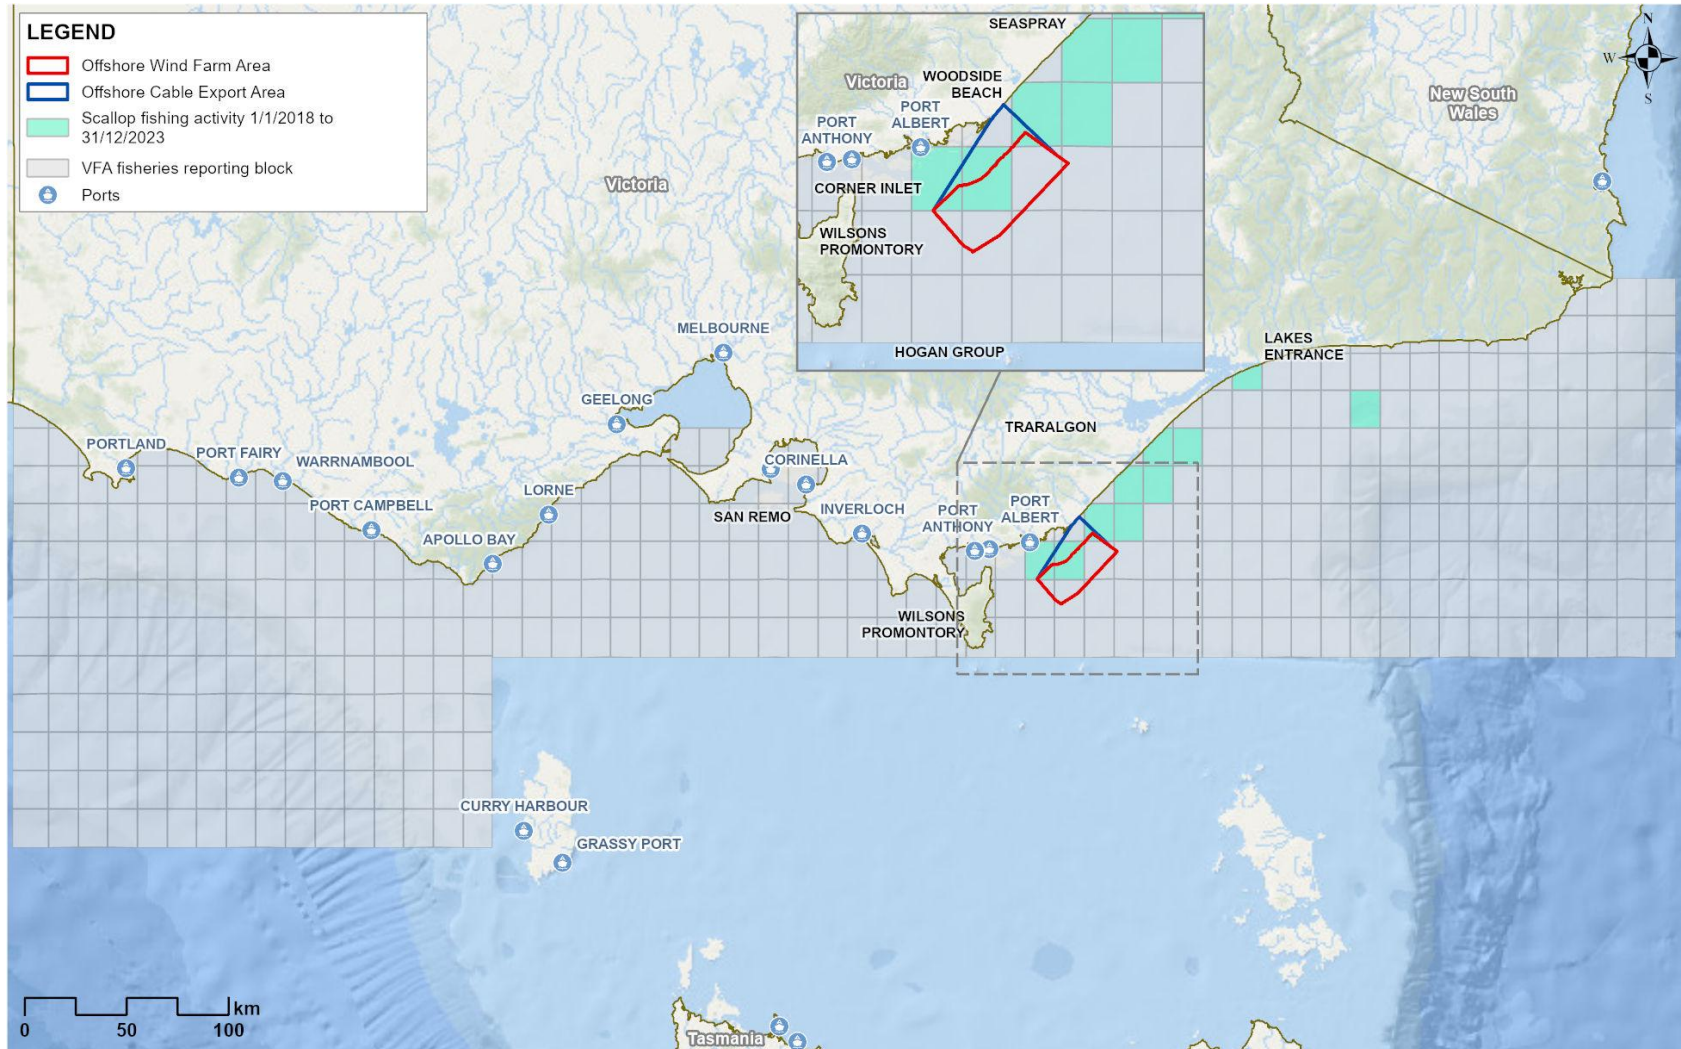 LEGEND
Offshore Wind Farm Area
Offshore Cable Export Area
Scallop fishing activity 1/1/2018 to
31/12/2023
VFA fisheries reporting block
Ports
SEASPRAY
Victoria
WOODSIDE
BEACH
PORT
ALBERT
PORT
ANTHONY
CORNER INLET
WILSONS
PROMONTORY
HOGAN GROUP
N
W
S
New South
Wales
Victoria
MELBOURNE
GEELONG
LAKES
ENTRANCE
TRARALGON
PORTLAND
PORT FAIRY
WARRNAMBOOL
PORT CAMPBELL
LORNE
APOLLO BAY
CORINELLA
SAN REMO
INVERLOCH
PORT
ANTHONY
PORT
ALBERT
WILSONS
PROMONTORY
CURRY HARBOUR
GRASSY PORT
Tasmania
km
0 50 100